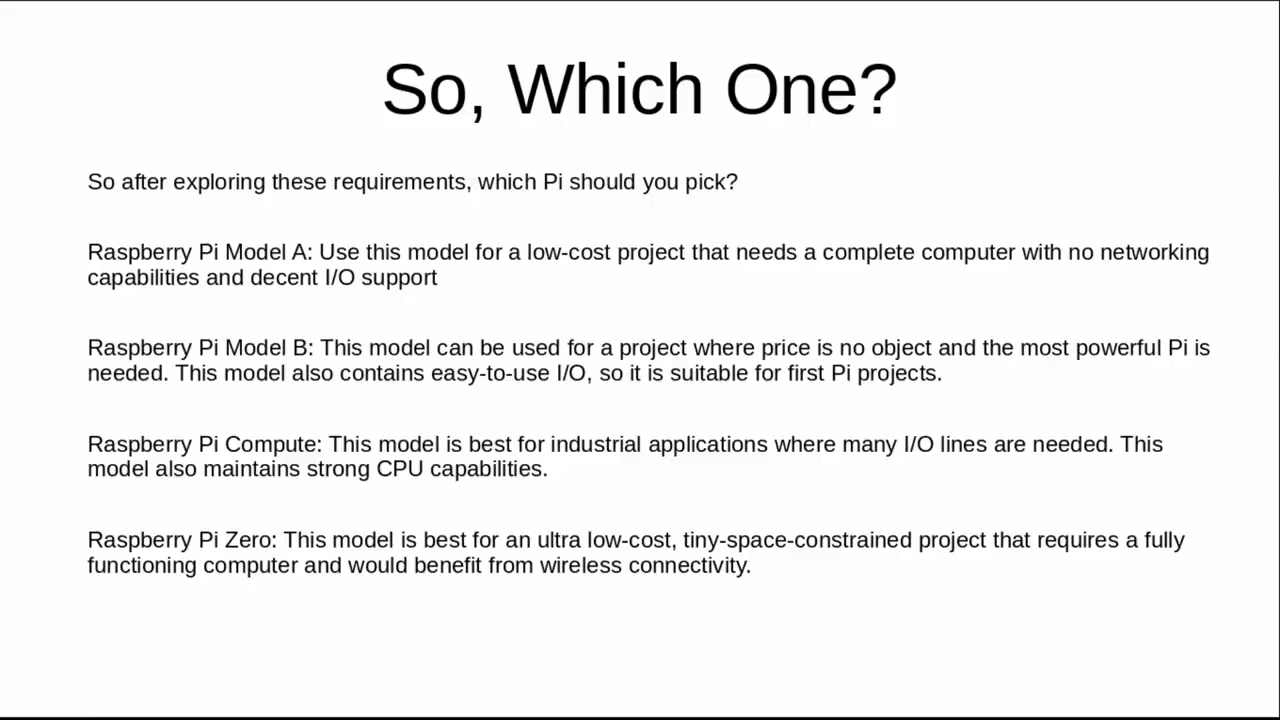 So, Which One?
So after exploring these requirements, which Pi should you pick?
Raspberry Pi Model A: Use this model for a low-cost project that needs a complete computer with no networking
capabilities and decent I/O support
Raspberry Pi Model B: This model can be used for a project where price is no object and the most powerful Pi is
needed. This model also contains easy-to-use I/O, so it is suitable for first Pi projects.
Raspberry Pi Compute: This model is best for industrial applications where many I/O lines are needed. This
model also maintains strong CPU capabilities.
Raspberry Pi Zero: This model is best for an ultra low-cost, tiny-space-constrained project that requires a fully
functioning computer and would benefit from wireless connectivity.